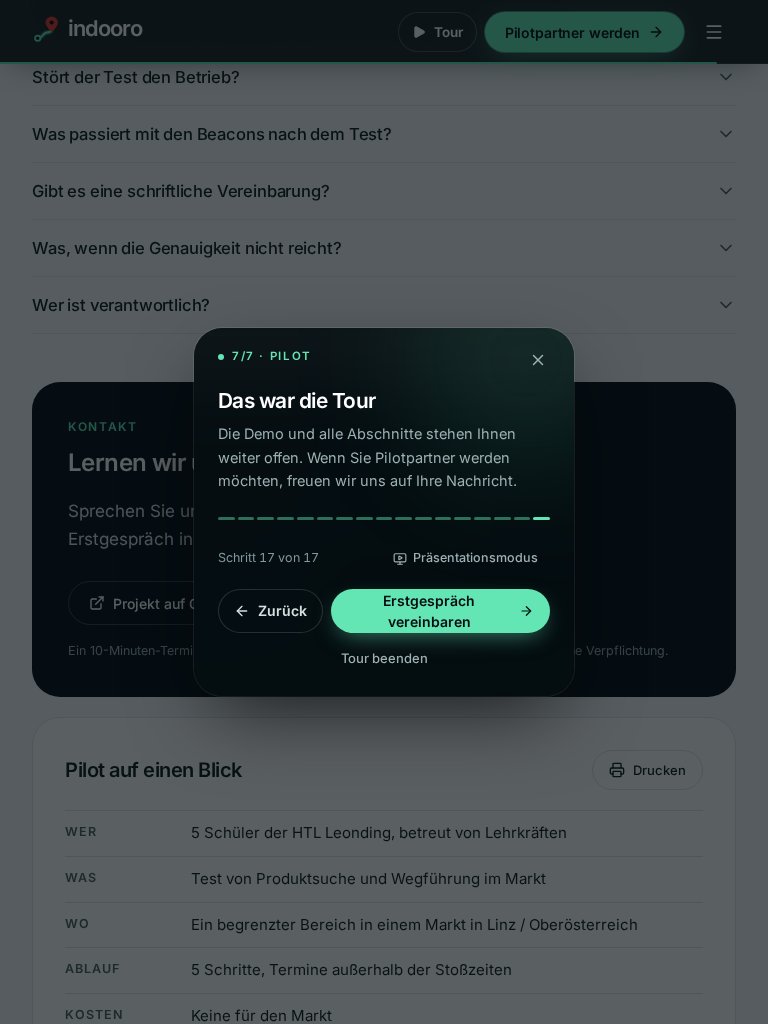 indooro
Tour
Pilotpartner werden
Stört der Test den Betrieb?
Was passiert mit den Beacons nach dem Test?
Gibt es eine schriftliche Vereinbarung?
Was, wenn die Genauigkeit nicht reicht?
Wer ist verantwortlich?
7/7 · PILOT
Das war die Tour
Die Demo und alle Abschnitte stehen Ihnen
weiter offen. Wenn Sie Pilotpartner werden
möchten, freuen wir uns auf Ihre Nachricht.
Schritt 17 von 17
Präsentationsmodus
Zurück
Erstgespräch
vereinbaren
Tour beenden
KONTAKT
Lernen wir
Sprechen Sie
Erstgespräch
Projekt auf
Ein 10-Minuten-
Verpflichtung.
Pilot auf einen Blick
Drucken
WER
5 Schüler der HTL Leonding, betreut von Lehrkräften
WAS
Test von Produktsuche und Wegführung im Markt
WO
Ein begrenzter Bereich in einem Markt in Linz / Oberösterreich
ABLAUF
5 Schritte, Termine außerhalb der Stoßzeiten
KOSTEN
Keine für den Markt